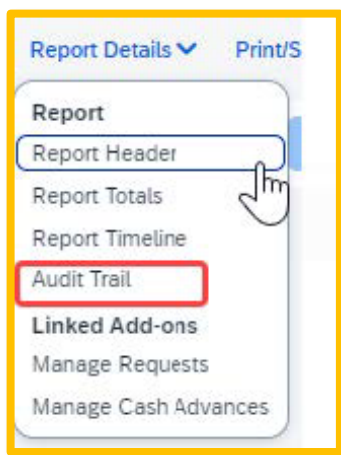 Report Details Print/S
Report
Report Header
Report Totals
Report Timeline
Audit Trail
Linked Add-ons
Manage Requests
Manage Cash Advances